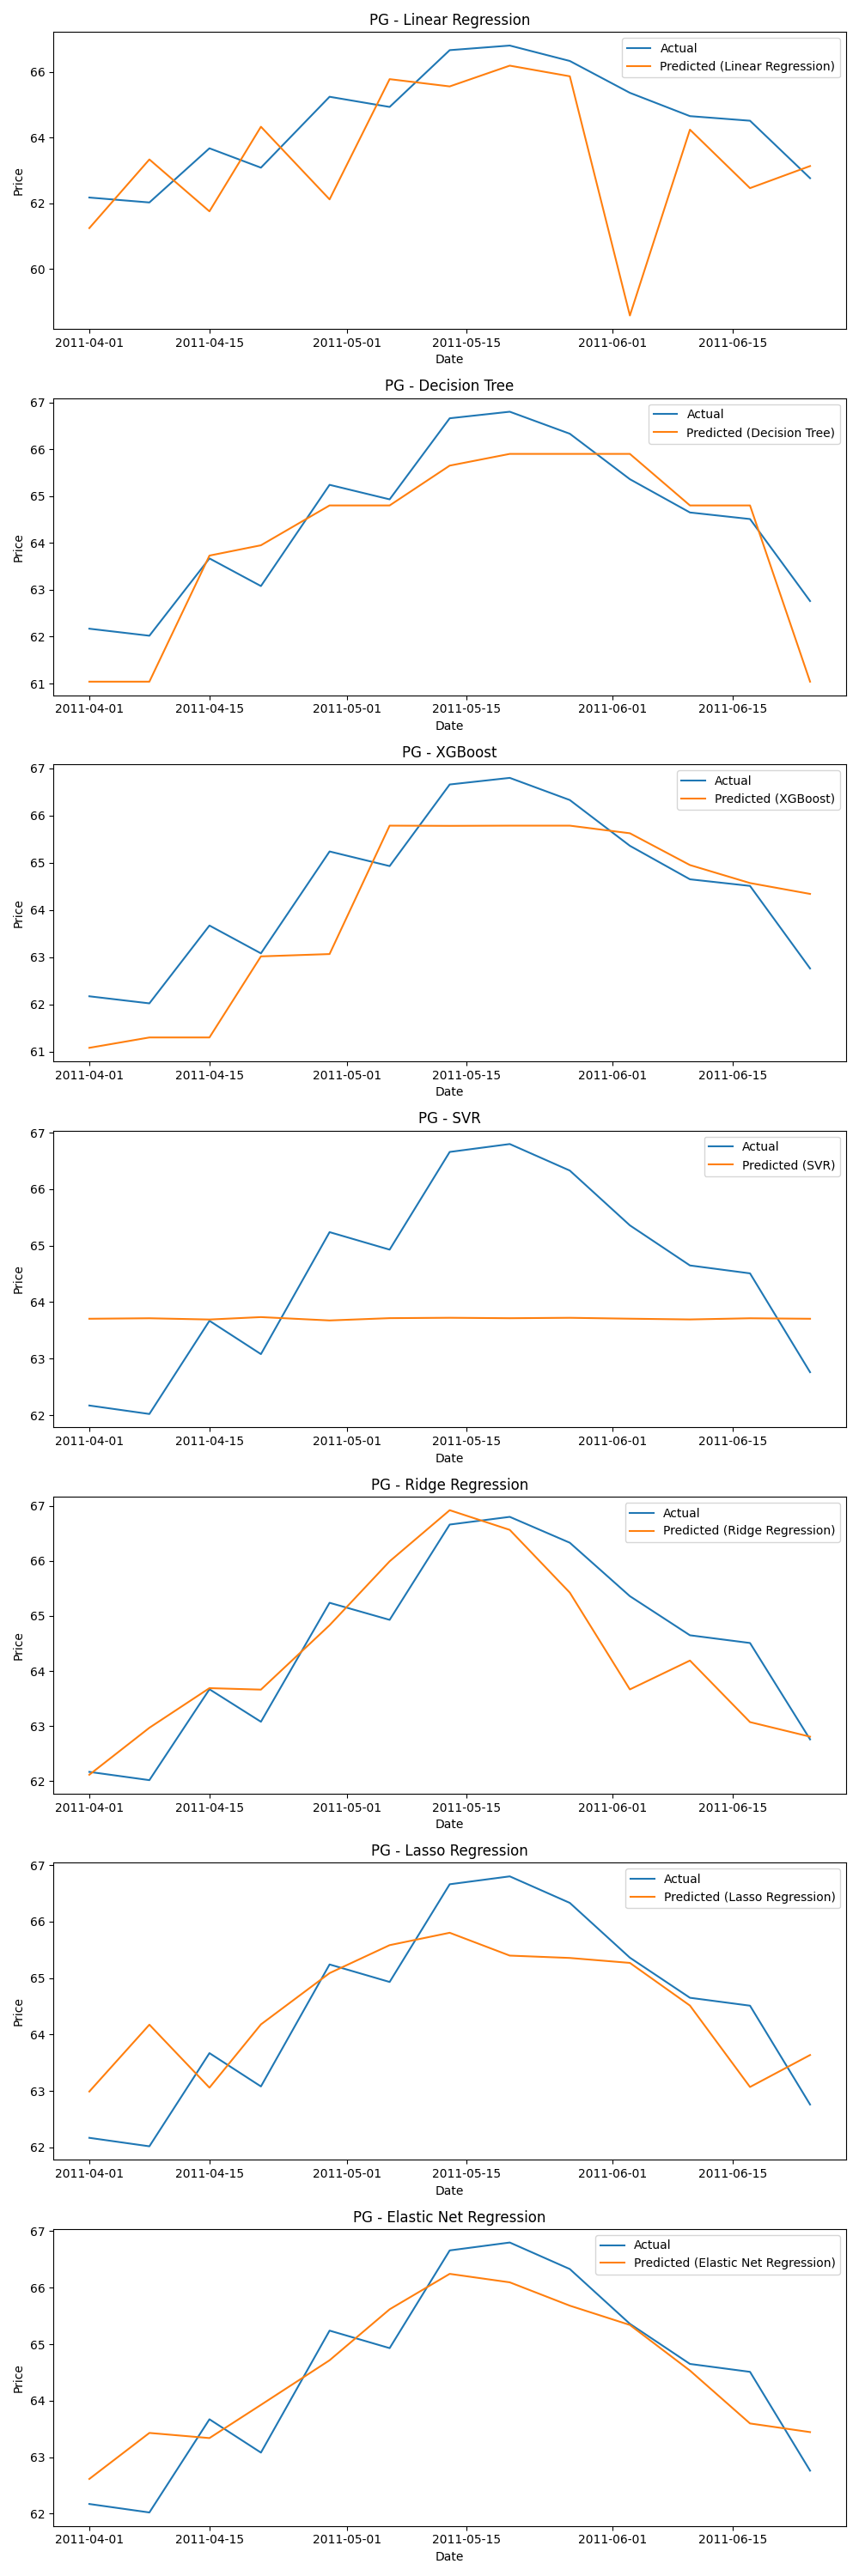 PG - Linear Regression
Actual
Predicted (Linear Regression)
66
64
62
60
Price
2011-04-01 2011-04-15 2011-05-01 2011-05-15 2011-06-01 2011-06-15
Date
PG - Decision Tree
Actual
Predicted (Decision Tree)
67
66
65
64
63
62
61
Price
2011-04-01 2011-04-15 2011-05-01 2011-05-15 2011-06-01 2011-06-15
Date
PG - XGBoost
Actual
Predicted (XGBoost)
67
66
65
64
63
62
61
Price
2011-04-01 2011-04-15 2011-05-01 2011-05-15 2011-06-01 2011-06-15
Date
PG - SVR
Actual
Predicted (SVR)
67
66
65
64
63
62
Price
2011-04-01 2011-04-15 2011-05-01 2011-05-15 2011-06-01 2011-06-15
Date
PG - Ridge Regression
Actual
Predicted (Ridge Regression)
67
66
65
64
63
62
Price
2011-04-01 2011-04-15 2011-05-01 2011-05-15 2011-06-01 2011-06-15
Date
PG - Lasso Regression
Actual
Predicted (Lasso Regression)
67
66
65
64
63
62
Price
2011-04-01 2011-04-15 2011-05-01 2011-05-15 2011-06-01 2011-06-15
Date
PG - Elastic Net Regression
Actual
Predicted (Elastic Net Regression)
67
66
65
64
63
62
Price
2011-04-01 2011-04-15 2011-05-01 2011-05-15 2011-06-01 2011-06-15
Date